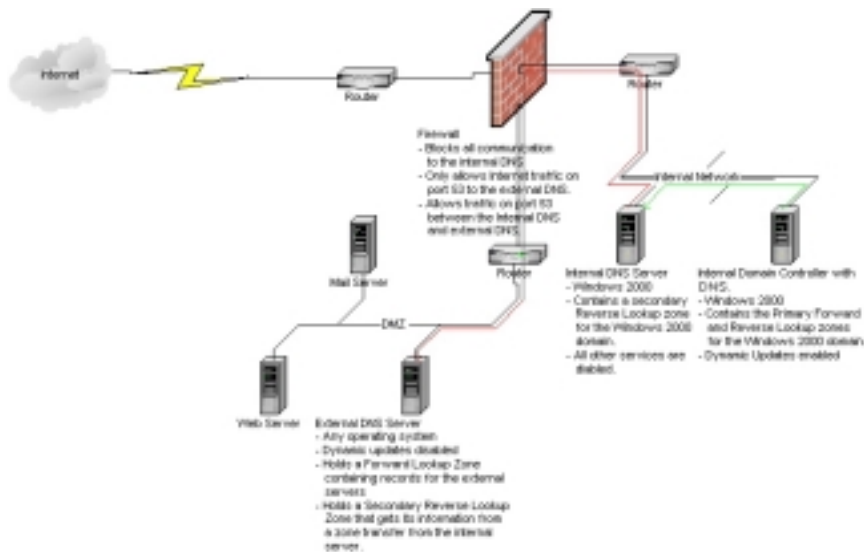 Internet
Router
Router
Firewall
- Blocks all communication
to the internal DNS
- Only allows internet traffic on
port 53 to the external DNS.
- Allows traffic on port 53
between the internal DNS
and external DNS
Internal Network
Mail Server
Router
Internal DNS Server
- Windows 2000
- Contains a secondary
Reverse Lookup zone
for the Windows 2000
domain.
- All other services are
diabled.
Internal Domain Controller with
DNS.
- Windows 2000
- Contains the Primary Forward
and Reverse Lookup zones
for the Windows 2000 domain
- Dynamic Updates enabled
DMZ
Web Server
External DNS Server
- Any operating system
- Dynamic updates disabled
- Holds a Forward Lookup Zone
containing records for the external
servers
- Holds a Secondary Reverse Lookup
Zone that gets its information from
a zone transfer from the internal
server.